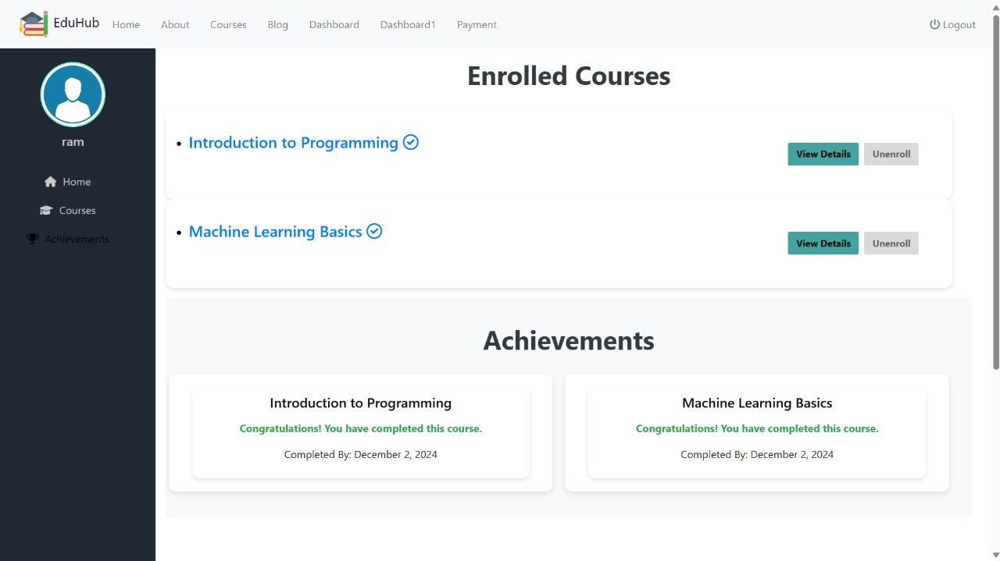 EduHub Home About Courses Blog Dashboard Dashboard1 Payment Logout
ram
Home
Courses
Achievements
Enrolled Courses
Introduction to Programming
View Details Unenroll
Machine Learning Basics
View Details Unenroll
Achievements
Introduction to Programming
Congratulations! You have completed this course.
Completed By: December 2, 2024
Machine Learning Basics
Congratulations! You have completed this course.
Completed By: December 2, 2024